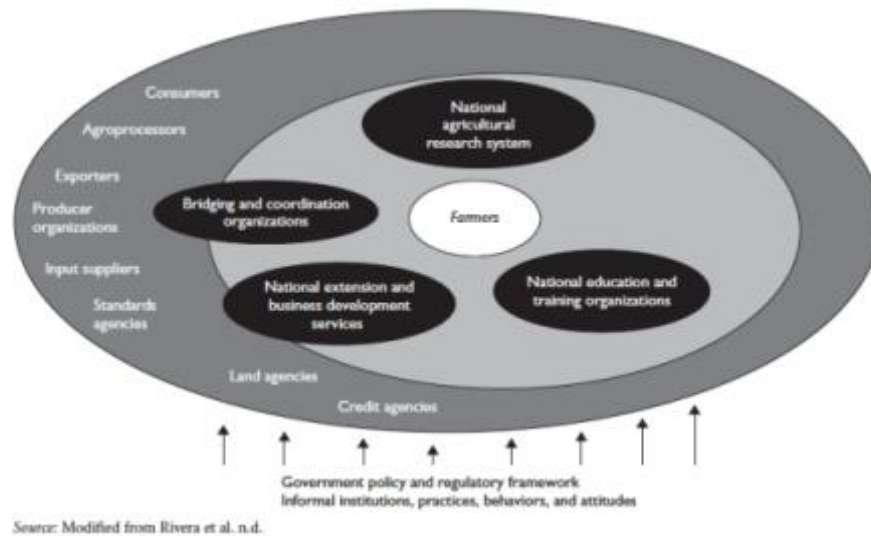 Consumers
National
agricultural
research system
Agroprocessors
Exporters
Bridging and coordination
organizations
Farmers
Producer
organizations
Input suppliers
National extension and
business development
services
National education and
training organizations
Standards
agencies
Land agencies
Credit agencies
Government policy and regulatory framework
Informal institutions, practices, behaviors, and attitudes
Source: Modified from Rivera et al. n.d.